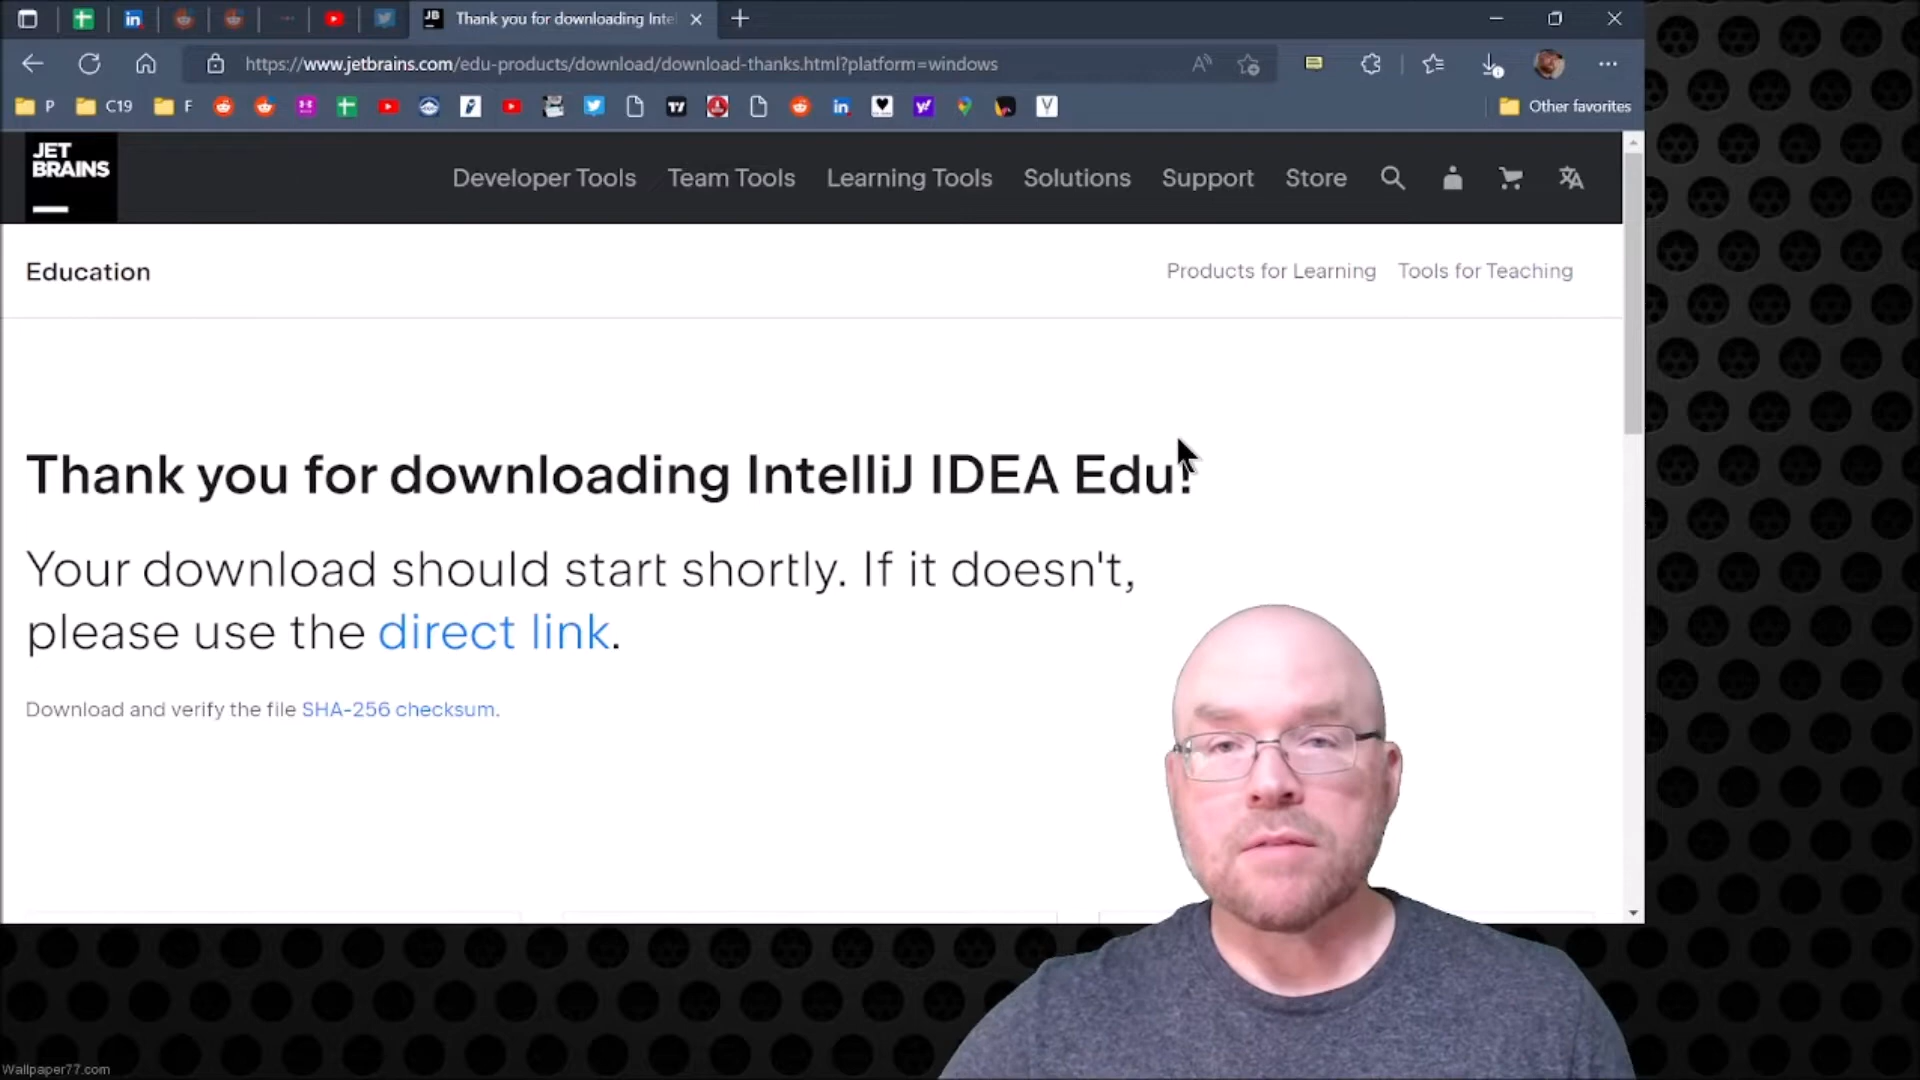 Thank you for downloading Inte
https://www.jetbrains.com/edu-products/download/download-thanks.html?platform=windows
P
C19
F
Other favorites
JET
BRAINS
Developer Tools
Team Tools
Learning Tools
Solutions
Support
Store
Education
Products for Learning
Tools for Teaching
Thank you for downloading IntelliJ IDEA Edu!
Your download should start shortly. If it doesn't,
please use the direct link.
Download and verify the file SHA-256 checksum.
Wallpaper77.com